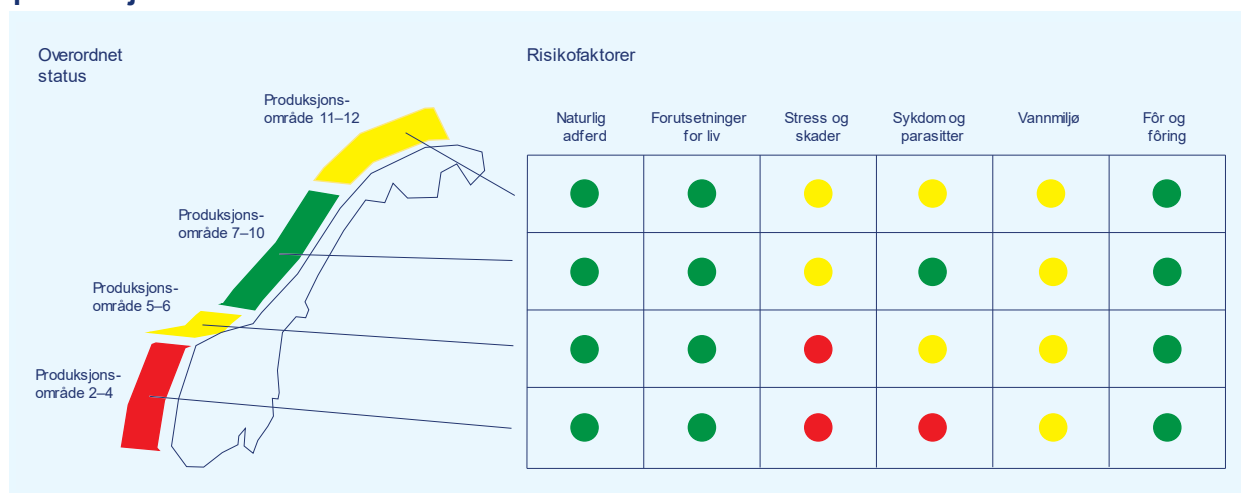 Overordnet
status
Risikofaktorer
Produksjons-
område 11–12
Produksjons-
område 7–10
Produksjons-
område 5–6
Produksjons-
område 2–4
Naturlig
adferd
Forutsetninger
for liv
Stress og
skader
Sykdom og
parasitter
Vannmiljø
Fôr og
fôring